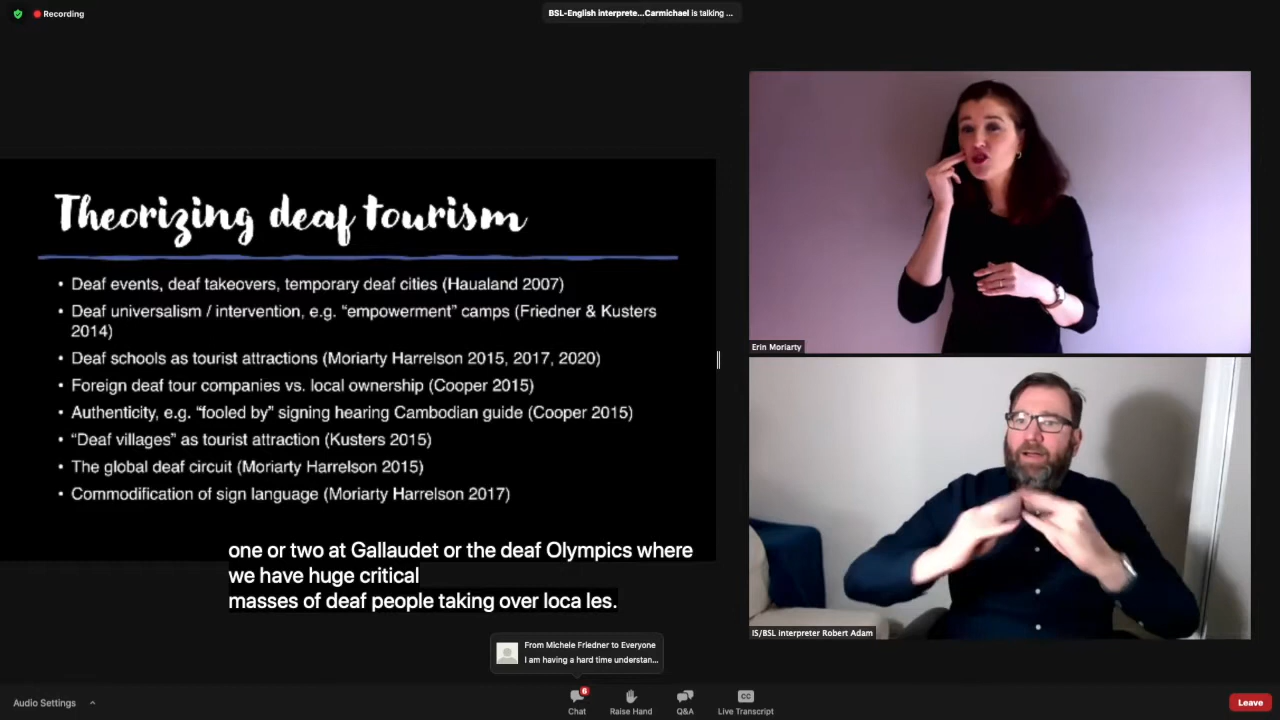 Recording
BSL-English interprete...Carmichael is talking ...
Theorizing deaf tourism
• Deaf events, deaf takeovers, temporary deaf cities (Haualand 2007)
• Deaf universalism / intervention, e.g. “empowerment” camps (Friedner & Kusters
2014)
• Deaf schools as tourist attractions (Moriarty Harrelson 2015, 2017, 2020)
• Foreign deaf tour companies vs. local ownership (Cooper 2015)
• Authenticity, e.g. “fooled by” signing hearing Cambodian guide (Cooper 2015)
• “Deaf villages” as tourist attraction (Kusters 2015)
• The global deaf circuit (Moriarty Harrelson 2015)
• Commodification of sign language (Moriarty Harrelson 2017)
one or two at Gallaudet or the deaf Olympics where
we have huge critical
masses of deaf people taking over loca les.
Erin Moriarty
IS/BSL interpreter Robert Adam
From Michele Friedner to Everyone
I am having a hard time understan...
Audio Settings
6
Chat
Raise Hand
Q&A
CC
Live Transcript
Leave